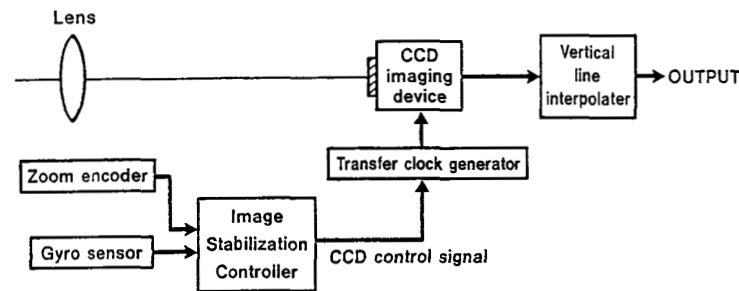 Lens
CCD
imaging
device
Vertical
line
interpolater
OUTPUT
Transfer clock generator
Zoom encoder
Image
Stabilization
Controller
Gyro sensor
CCD control signal